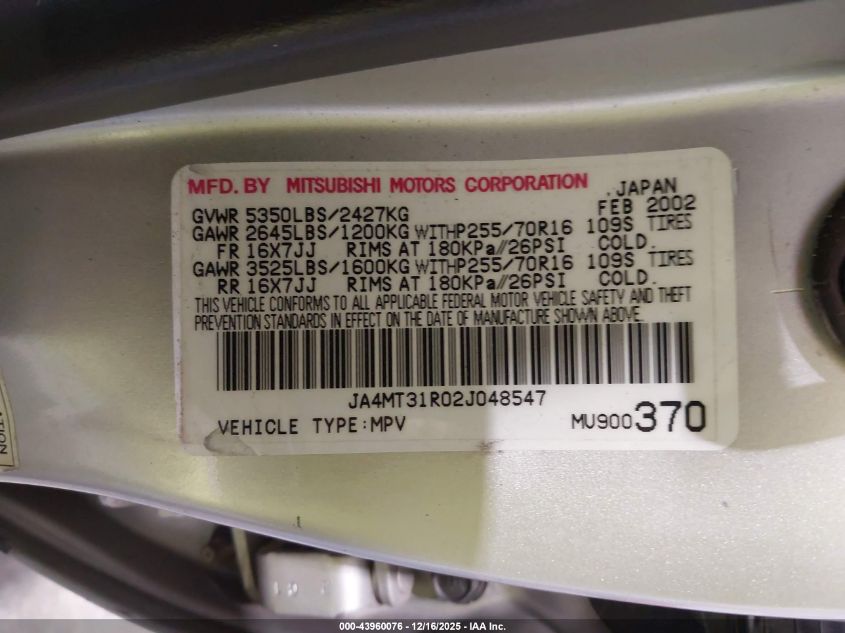 MFD. BY MITSUBISHI MOTORS CORPORATION JAPAN
GVWR 5350LBS/2427KG FEB 2002
GAWR 2645LBS/1200KG WITHP255/70R16 109S TIRES
FR 16X7JJ RIMS AT 180KPa//26PSI COLD.
GAWR 3525LBS/1600KG WITHP255/70R16 109S TIRES
RR 16X7JJ RIMS AT 180KPa//26PSI COLD.
THIS VEHICLE CONFORMS TO ALL APPLICABLE FEDERAL MOTOR VEHICLE SAFETY AND THEFT
PREVENTION STANDARDS IN EFFECT ON THE DATE OF MANUFACTURE SHOWN ABOVE.
JA4MT31R02J048547
VEHICLE TYPE:MPV MU900370
000-43960076 - 12/16/2025 - IAA Inc.